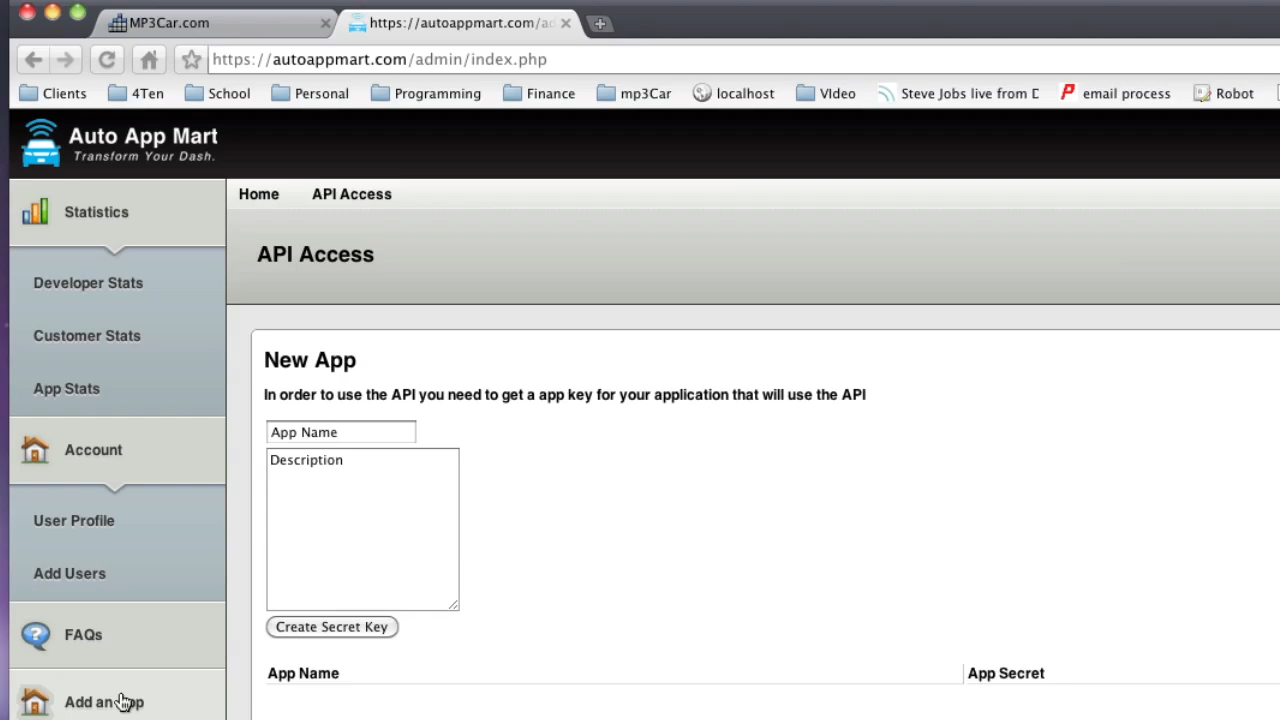 MP3Car.com
https://autoappmart.com/ad
https://autoappmart.com/admin/index.php
Clients 4Ten School Personal Programming Finance mp3Car localhost VIdeo Steve Jobs live from D email process Robot
Auto App Mart
Transform Your Dash.
Home API Access
Statistics
API Access
Developer Stats
Customer Stats
App Stats
Account
User Profile
Add Users
FAQs
Add an App
New App
In order to use the API you need to get a app key for your application that will use the API
App Name
Description
Create Secret Key
App Name App Secret